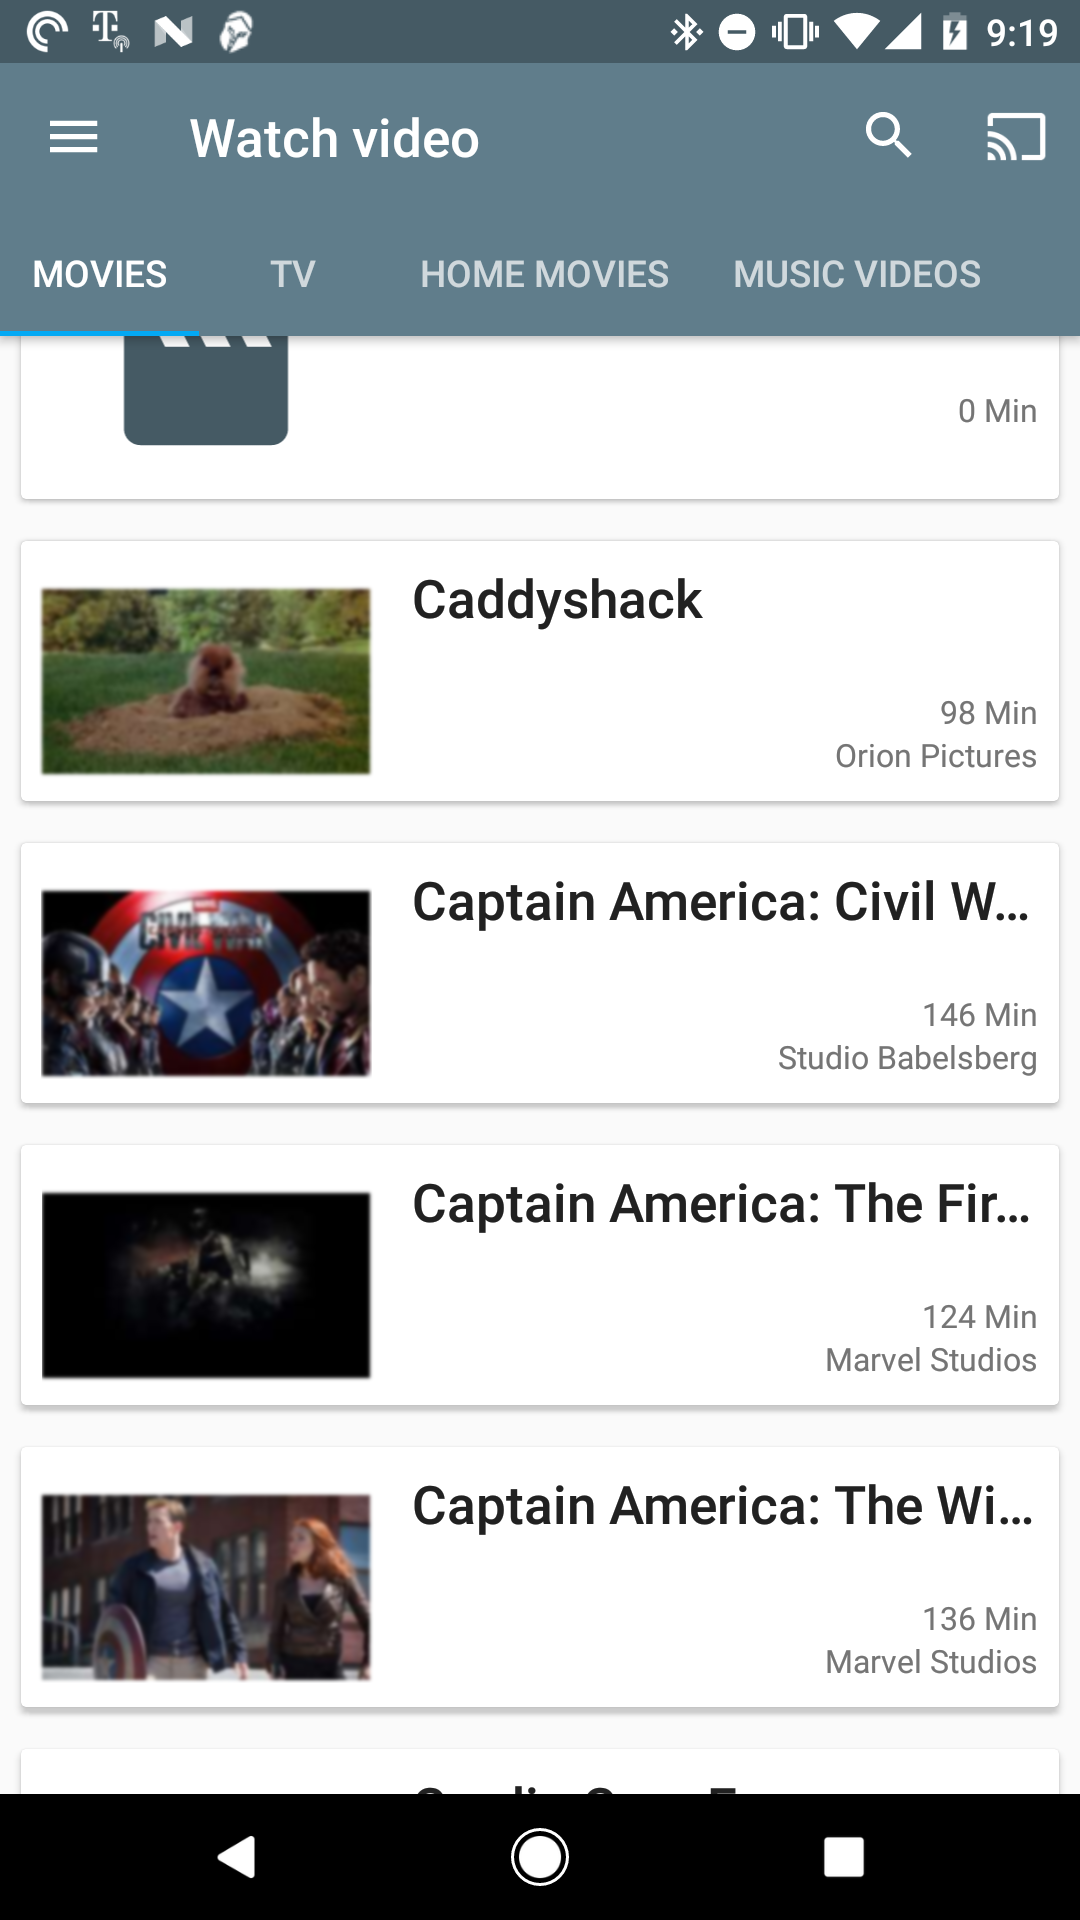 9:19
Watch video
MOVIES TV HOME MOVIES MUSIC VIDEOS
0 Min
Caddyshack
98 Min
Orion Pictures
Captain America: Civil W...
146 Min
Studio Babelsberg
Captain America: The Fir...
124 Min
Marvel Studios
Captain America: The Wi...
136 Min
Marvel Studios